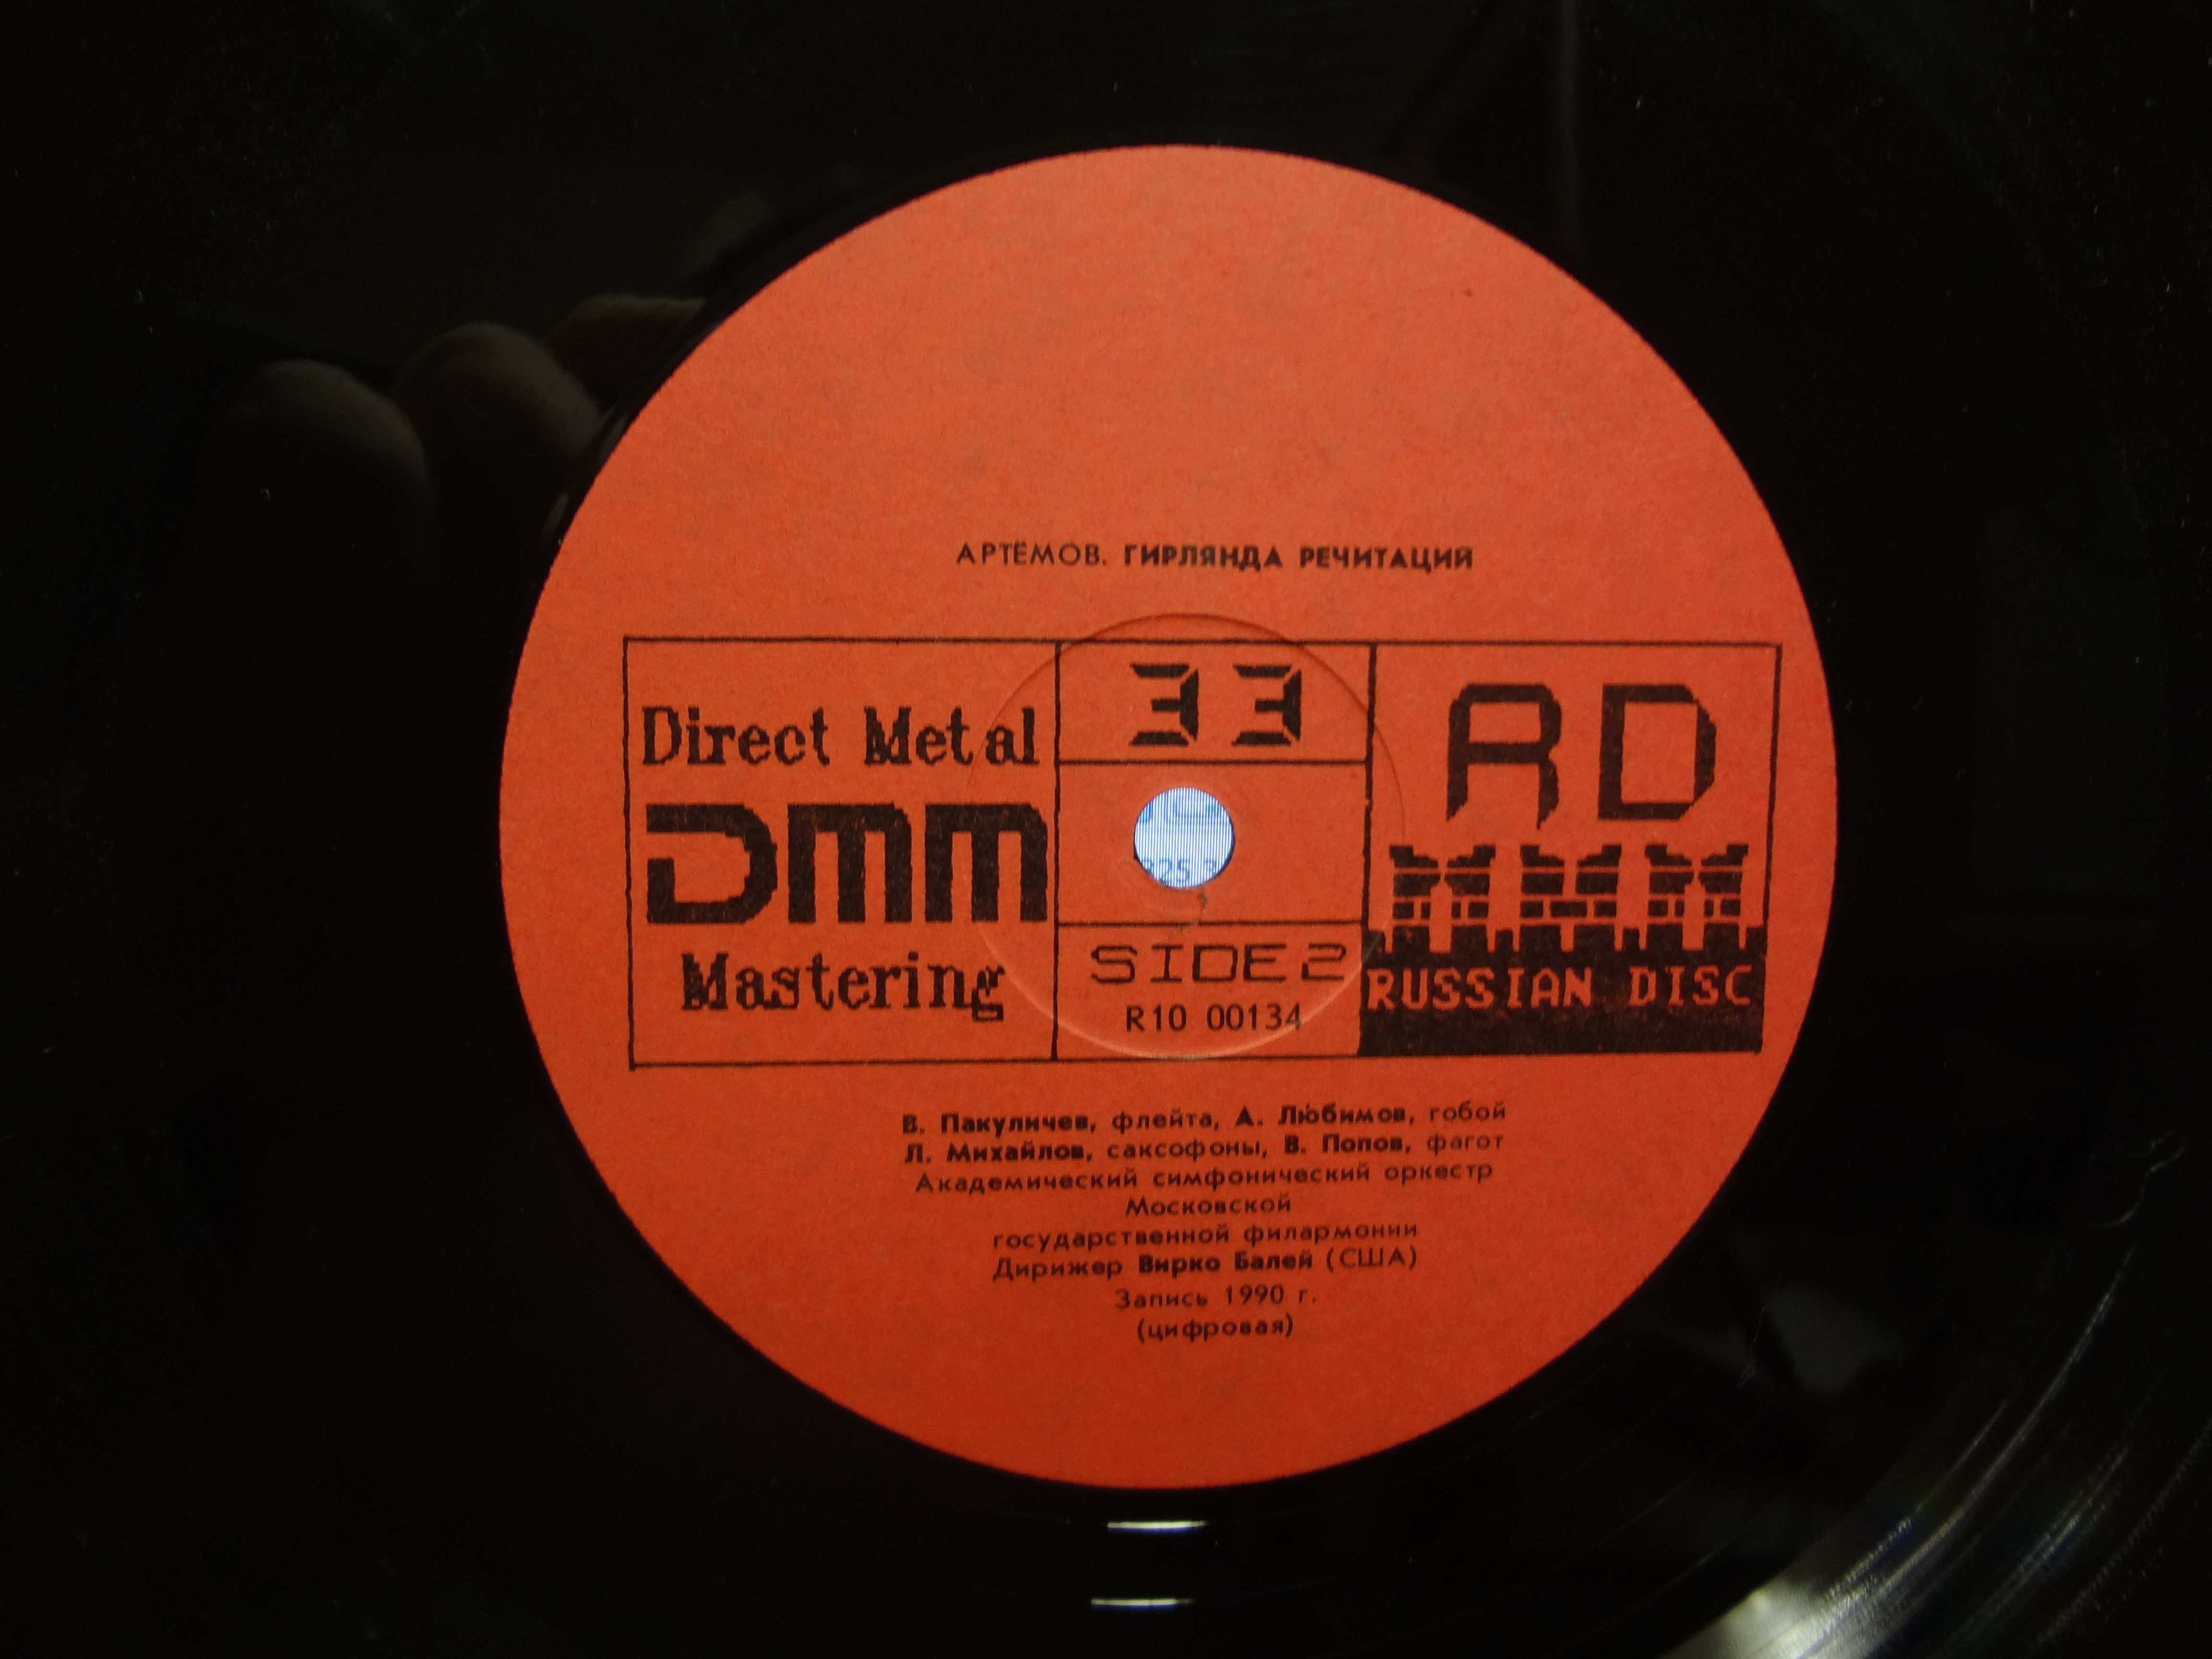 АРТЁМОВ. ГИРЛЯНДА РЕЧИТАЦИЙ
Direct Metal
DMM
Mastering
33
SIDE 2
R10 00134
RD
RUSSIAN DISC
В. Пакуличев, флейта, А. Любимов, гобой
Л. Михайлов, саксофоны, В. Попов, фагот
Академический симфонический оркестр
Московской
государственной филармонии
Дирижер Вирко Балей (США)
Запись 1990 г.
(цифровая)